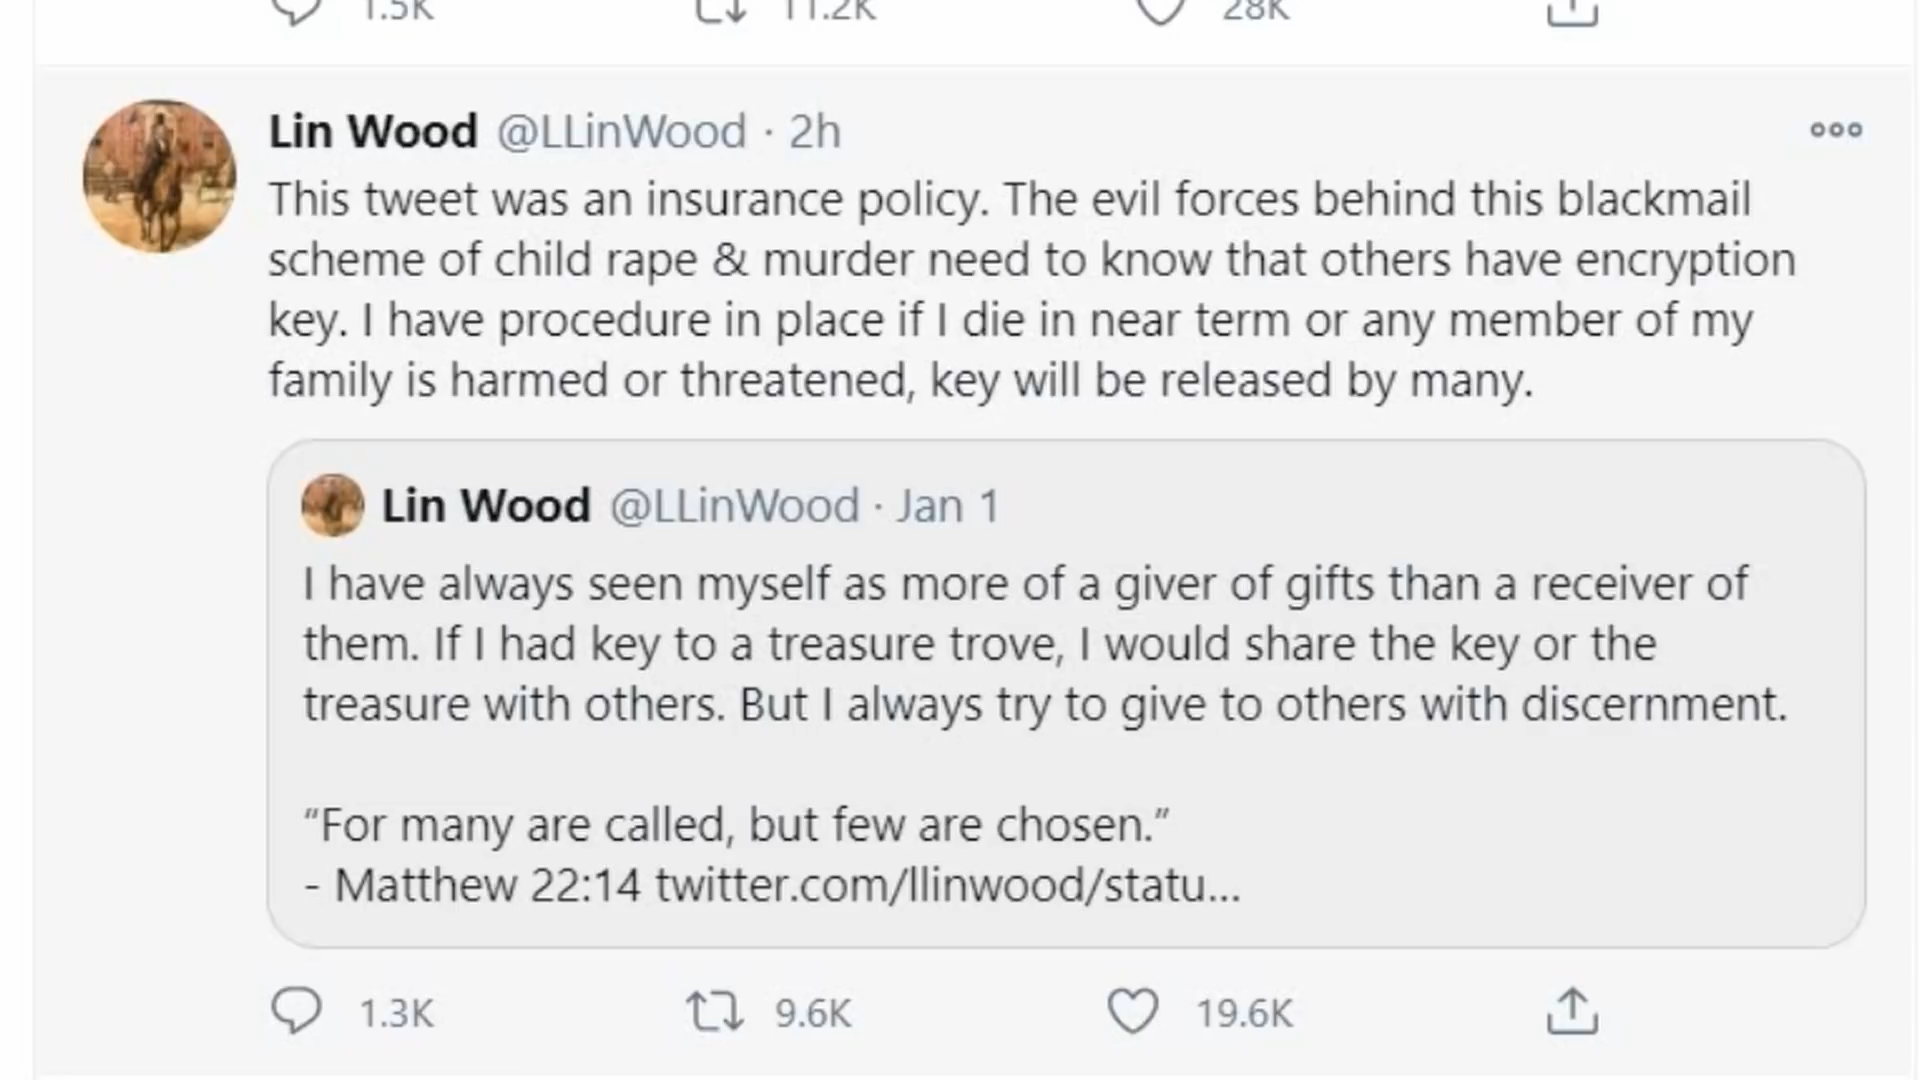 1.5K 11.2K 28K
Lin Wood @LLinWood · 2h
This tweet was an insurance policy. The evil forces behind this blackmail
scheme of child rape & murder need to know that others have encryption
key. I have procedure in place if I die in near term or any member of my
family is harmed or threatened, key will be released by many.
Lin Wood @LLinWood · Jan 1
I have always seen myself as more of a giver of gifts than a receiver of
them. If I had key to a treasure trove, I would share the key or the
treasure with others. But I always try to give to others with discernment.
“For many are called, but few are chosen.”
- Matthew 22:14 twitter.com/llinwood/statu...
1.3K 9.6K 19.6K